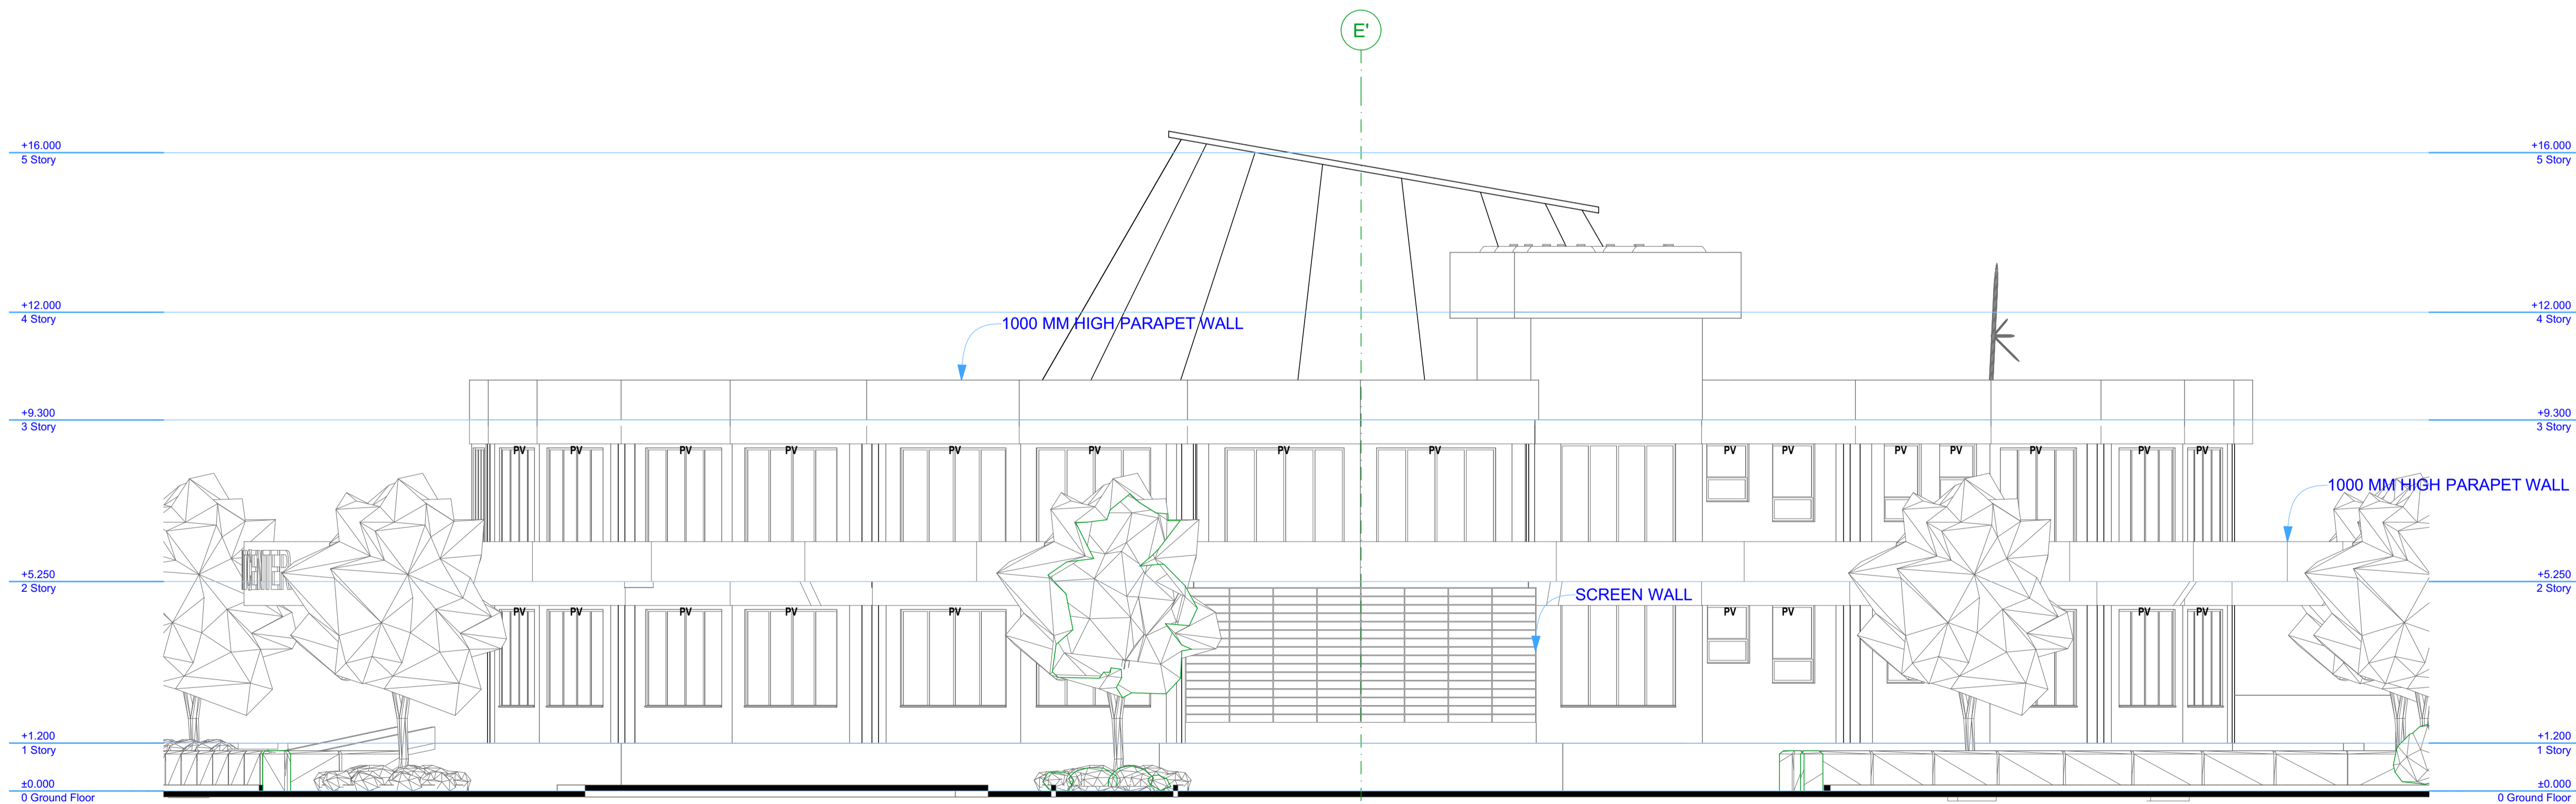 E'
+16.000
5 Story
+16.000
5 Story
+12.000
4 Story
1000 MM HIGH PARAPET WALL
+12.000
4 Story
+9.300
3 Story
+9.300
3 Story
PV PV PV PV PV PV PV PV PV PV PV PV PV PV PV
1000 MM HIGH PARAPET WALL
+5.250
2 Story
+5.250
2 Story
SCREEN WALL
PV PV PV PV PV PV PV PV PV
+1.200
1 Story
+1.200
1 Story
±0.000
0 Ground Floor
±0.000
0 Ground Floor